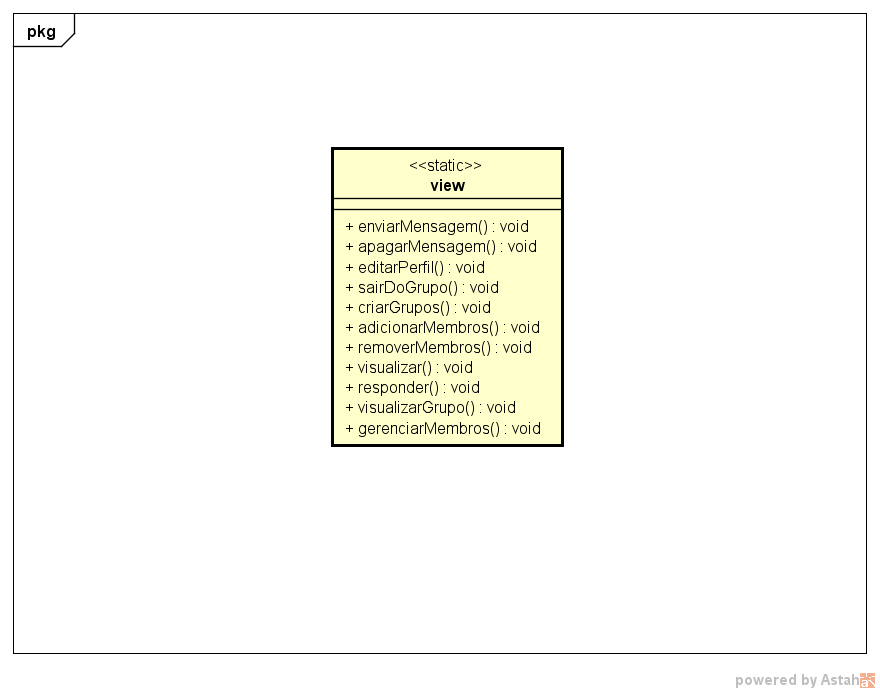 pkg
<<static>>
view
+ enviarMensagem() : void
+ apagarMensagem() : void
+ editarPerfil() : void
+ sairDoGrupo() : void
+ criarGrupos() : void
+ adicionarMembros() : void
+ removerMembros() : void
+ visualizar() : void
+ responder() : void
+ visualizarGrupo() : void
+ gerenciarMembros() : void
powered by Astah